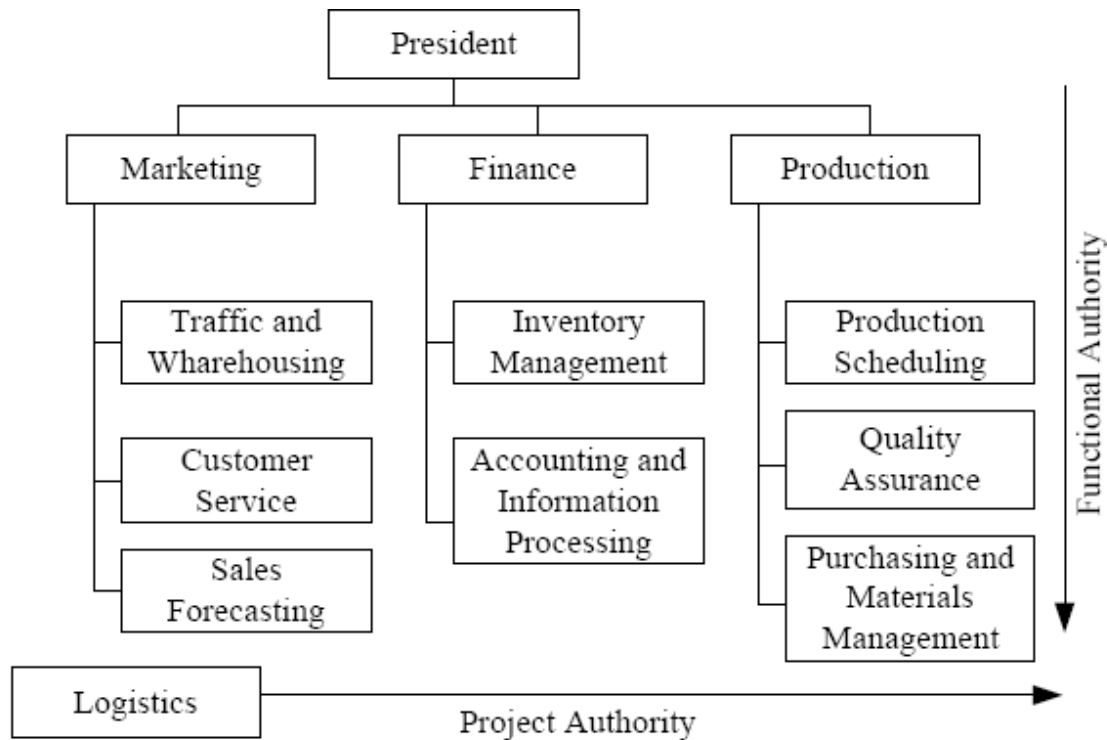 President
Marketing
Finance
Production
Traffic and
Wharehousing
Inventory
Management
Production
Scheduling
Customer
Service
Accounting and
Information
Processing
Quality
Assurance
Sales
Forecasting
Purchasing and
Materials
Management
Functional Authority
Logistics
Project Authority